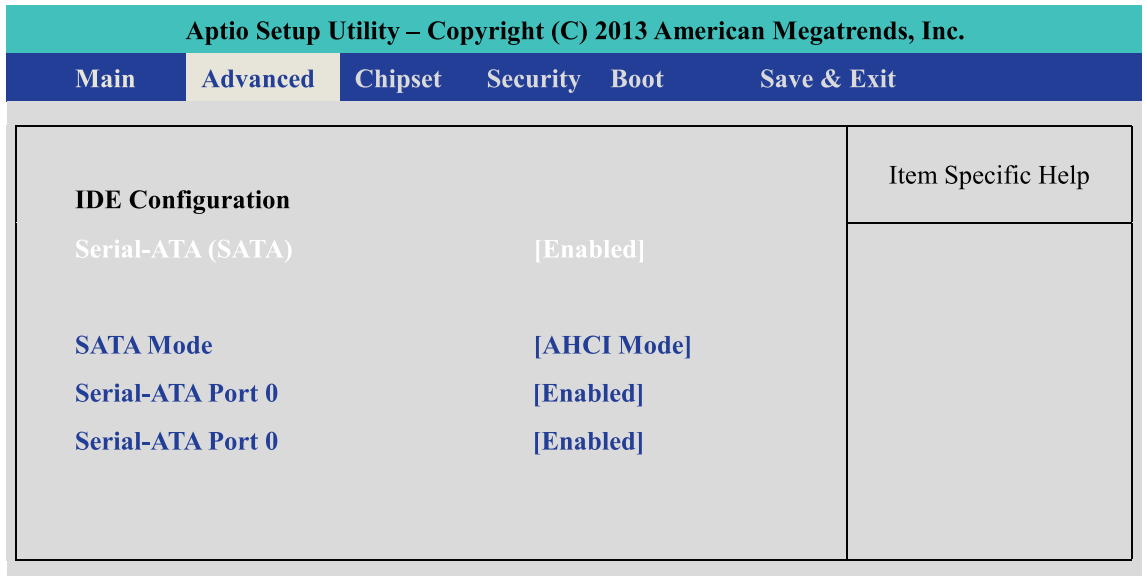 Aptio Setup Utility – Copyright (C) 2013 American Megatrends, Inc.
Main Advanced Chipset Security Boot Save & Exit
Item Specific Help
IDE Configuration
Serial-ATA (SATA) [Enabled]
SATA Mode [AHCI Mode]
Serial-ATA Port 0 [Enabled]
Serial-ATA Port 0 [Enabled]